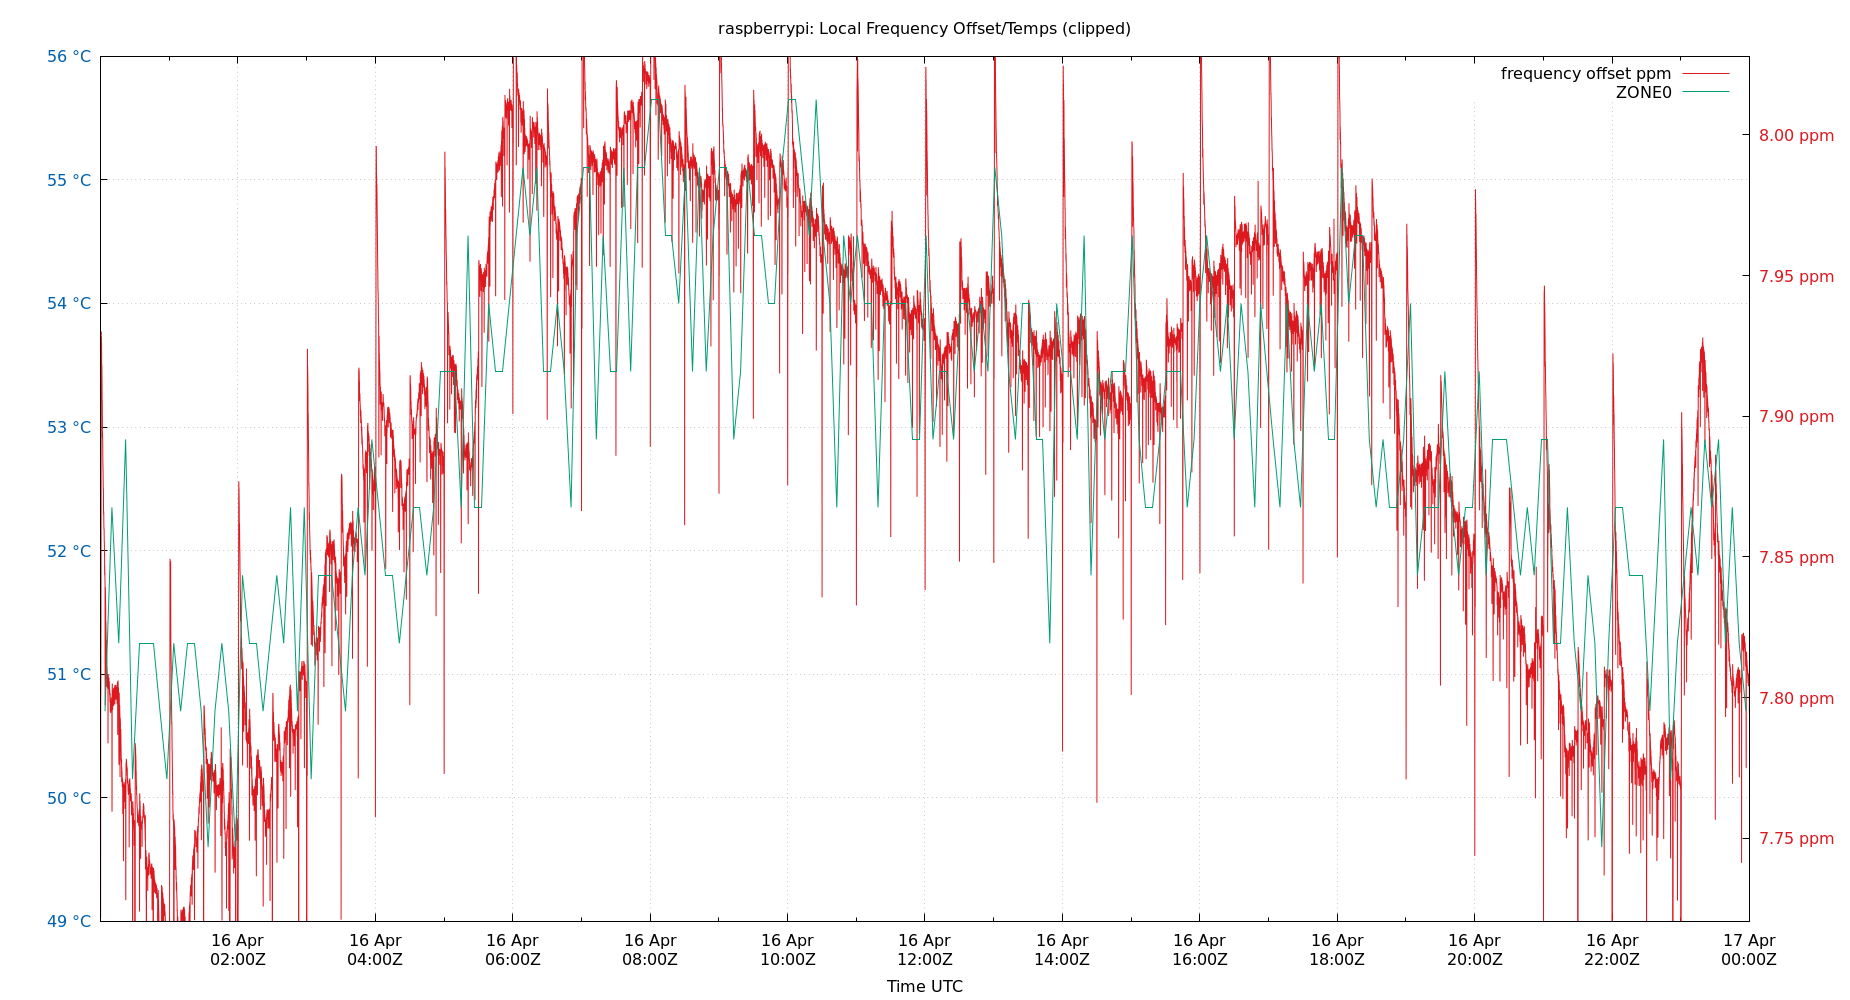 raspberrypi: Local Frequency Offset/Temps (clipped)
frequency offset ppm
ZONE0
56 °C
55 °C
54 °C
53 °C
52 °C
51 °C
50 °C
49 °C
8.00 ppm
7.95 ppm
7.90 ppm
7.85 ppm
7.80 ppm
7.75 ppm
16 Apr 16 Apr 16 Apr 16 Apr 16 Apr 16 Apr 16 Apr 16 Apr 16 Apr 16 Apr 16 Apr 17 Apr
02:00Z 04:00Z 06:00Z 08:00Z 10:00Z 12:00Z 14:00Z 16:00Z 18:00Z 20:00Z 22:00Z 00:00Z
Time UTC